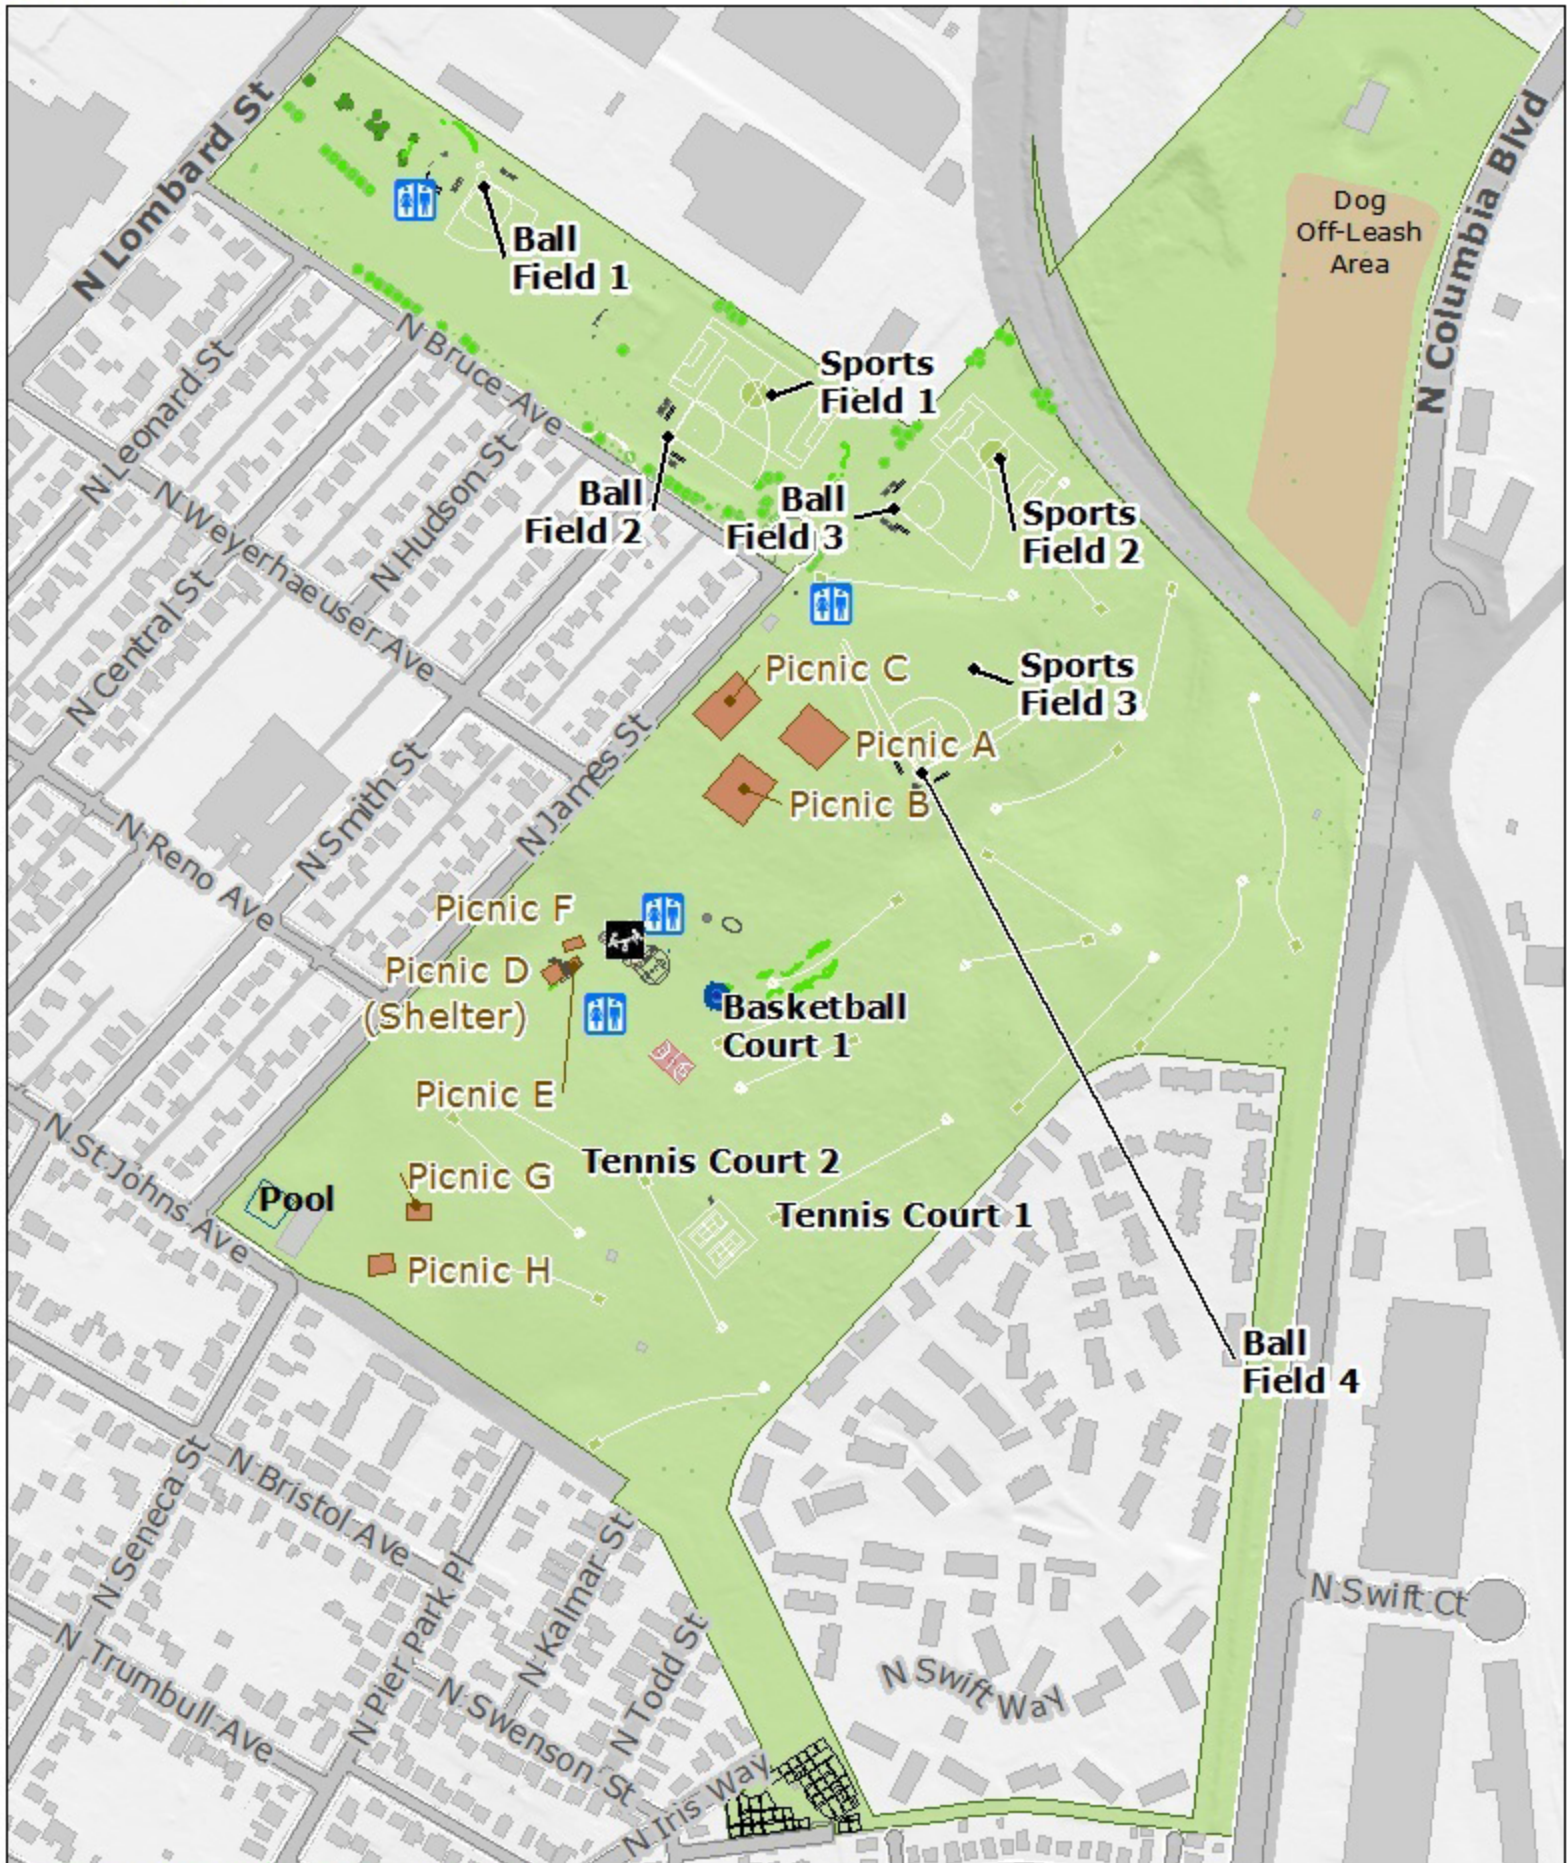 N Lombard St
Ball
Field 1
Dog
Off-Leash
Area
N Columbia Blvd
N Bruce Ave
N Leonard St
Sports
Field 1
N Hudson St
Ball
Field 2
Ball
Field 3
Sports
Field 2
N Weyerhaeuser Ave
N Central St
Picnic C
Sports
Field 3
Picnic A
Picnic B
N James St
N Smith St
N Reno Ave
Picnic F
Picnic D
(Shelter)
Basketball
Court 1
Picnic E
N St Johns Ave
Tennis Court 2
Picnic G
Pool
Tennis Court 1
Picnic H
Ball
Field 4
N Seneca St
N Bristol Ave
N Pier Park Pl
N Kalmar St
N Swift Ct
N Todd St
N Trumbull Ave
N Swenson St
N Swift Way
N Iris Way